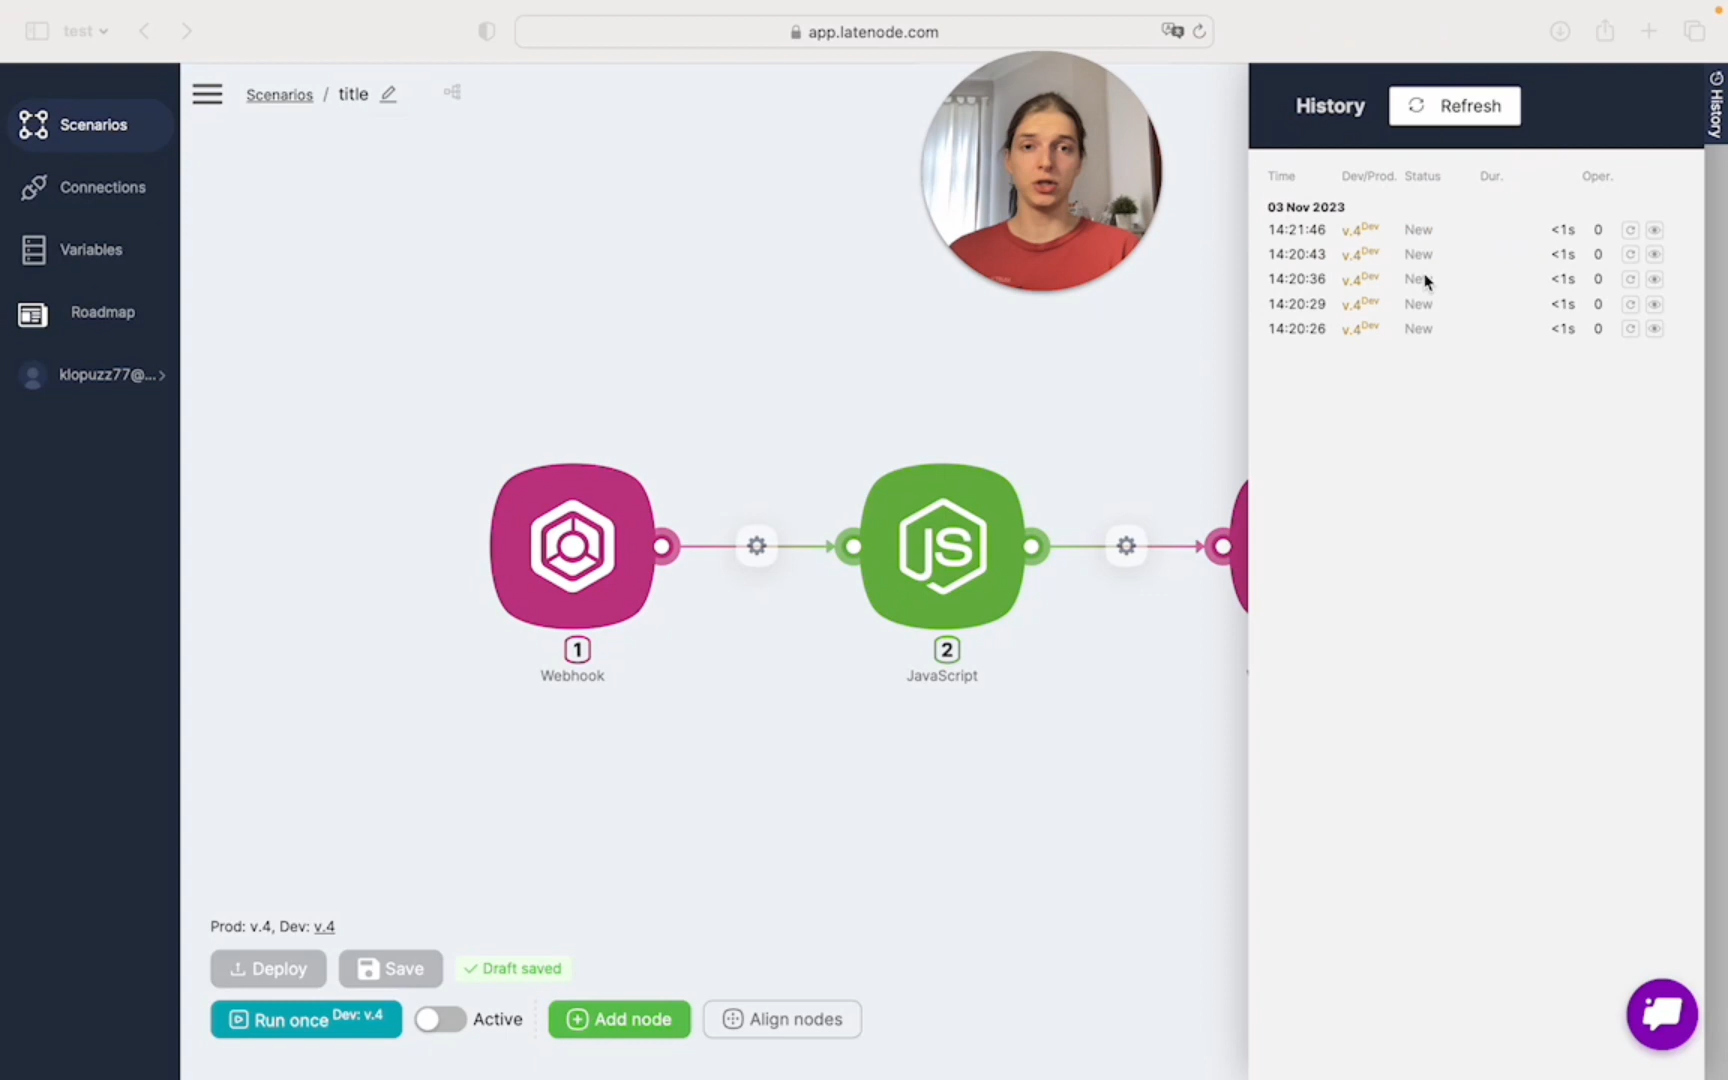 test
app.latenode.com
Scenarios
Connections
Variables
Roadmap
klopuzz77@...
Scenarios / title
History
Refresh
History
Time Dev/Prod. Status Dur. Oper.
03 Nov 2023
14:21:46 v.4 Dev New <1s 0
14:20:43 v.4 Dev New <1s 0
14:20:36 v.4 Dev New <1s 0
14:20:29 v.4 Dev New <1s 0
14:20:26 v.4 Dev New <1s 0
JS
1
Webhook
2
JavaScript
Prod: v.4, Dev: v.4
Deploy
Save
Draft saved
Run once Dev: v.4
Active
Add node
Align nodes